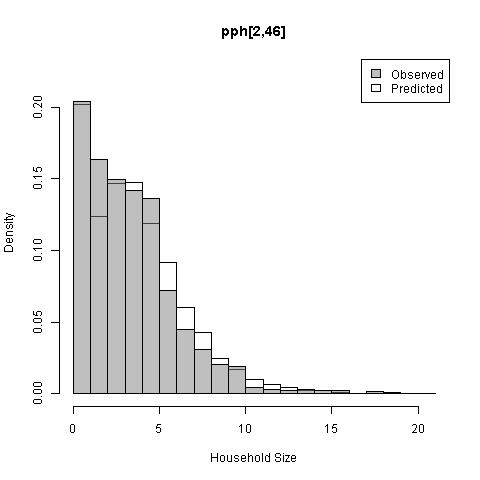 pph[2,46]
Observed
Predicted
Density
0.20
0.15
0.10
0.05
0.00
0 5 10 15 20
Household Size